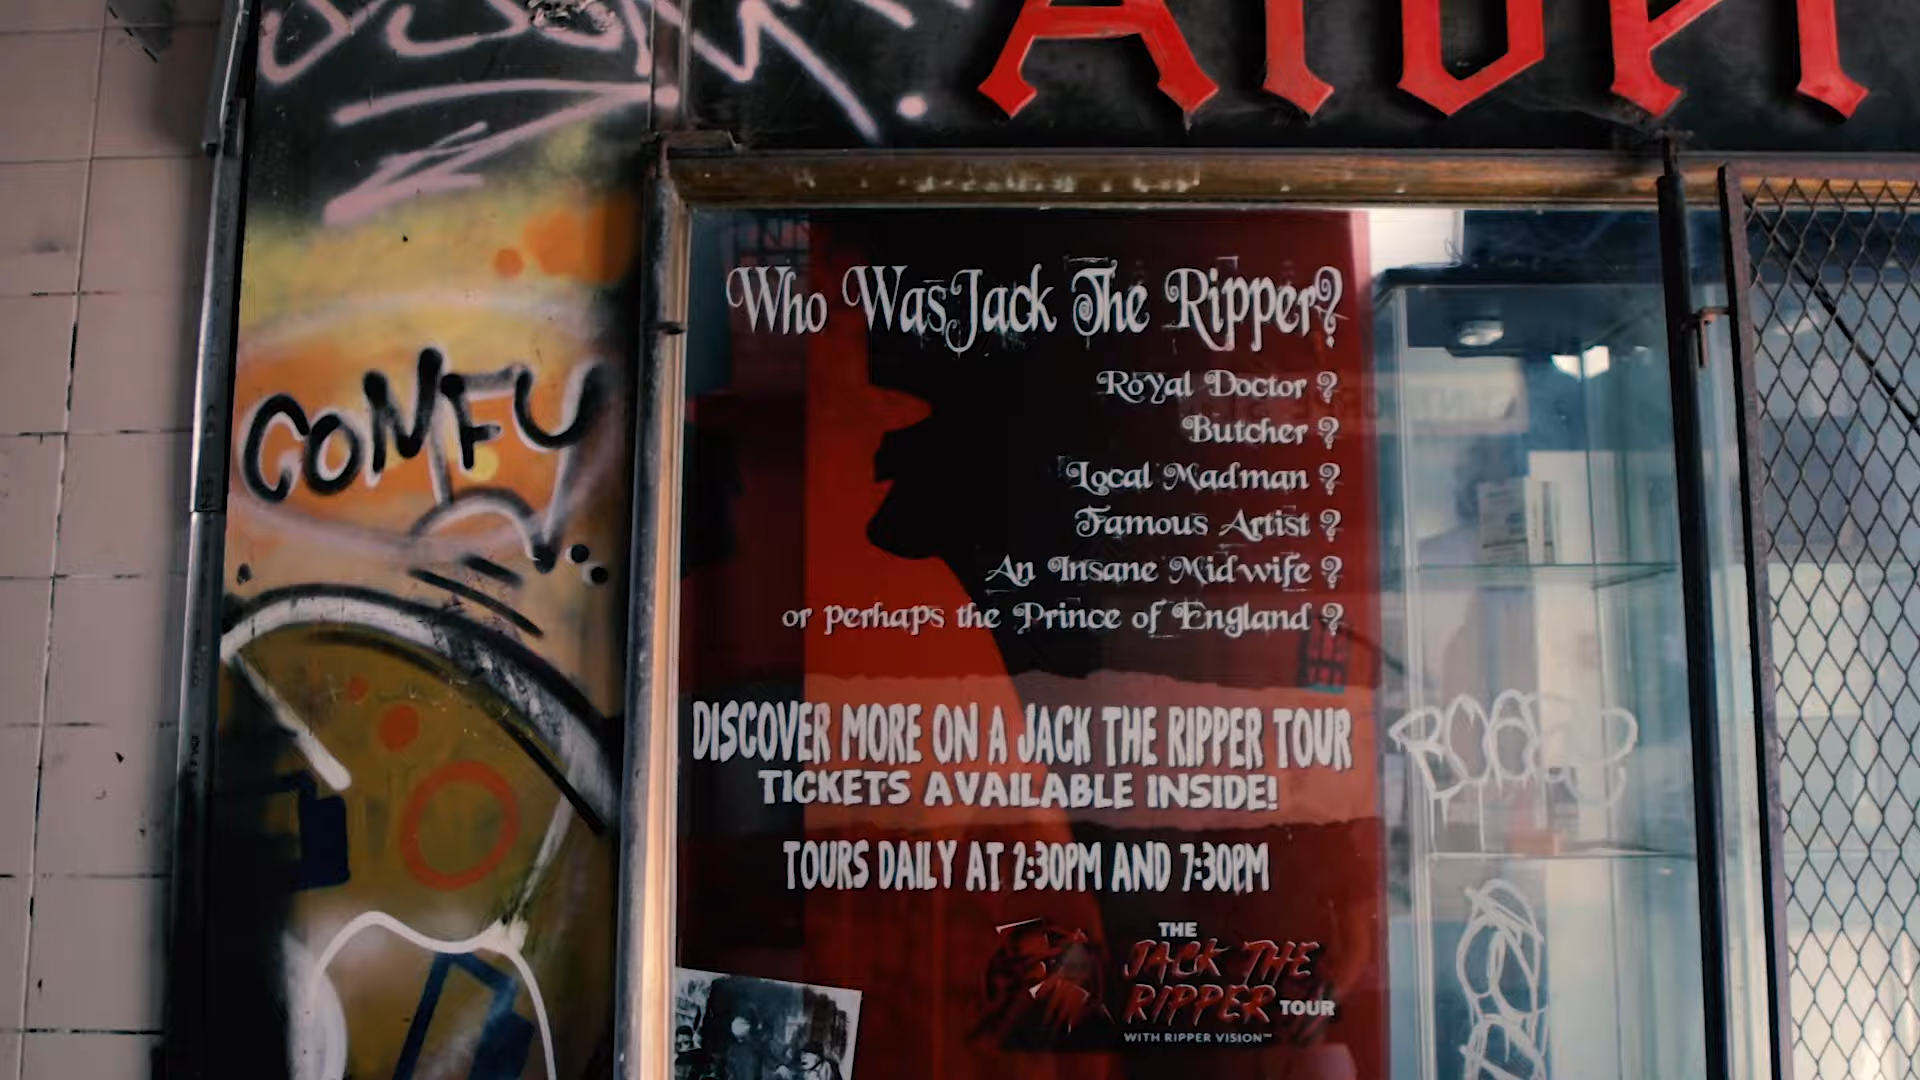 CONFU
Who Was Jack The Ripper?
Royal Doctor ?
Butcher ?
Local Madman ?
Famous Artist ?
An Insane Midwife ?
or perhaps the Prince of England ?
DISCOVER MORE ON A JACK THE RIPPER TOUR
TICKETS AVAILABLE INSIDE!
TOURS DAILY AT 2:30PM AND 7:30PM
THE
JACK THE
RIPPER TOUR
WITH RIPPER VISION™